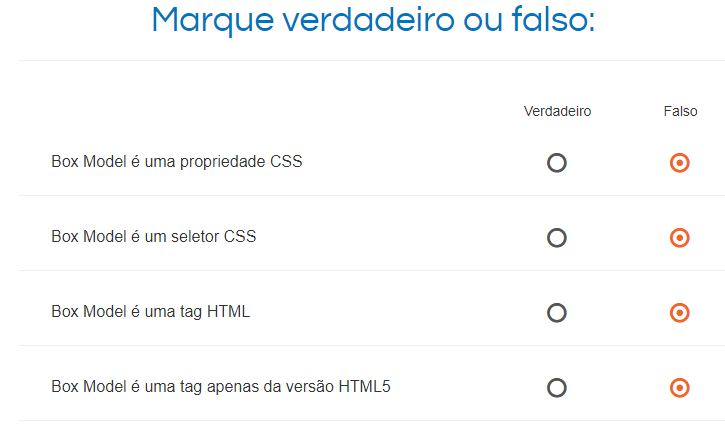 Marque verdadeiro ou falso:
Verdadeiro Falso
Box Model é uma propriedade CSS
Box Model é um seletor CSS
Box Model é uma tag HTML
Box Model é uma tag apenas da versão HTML5